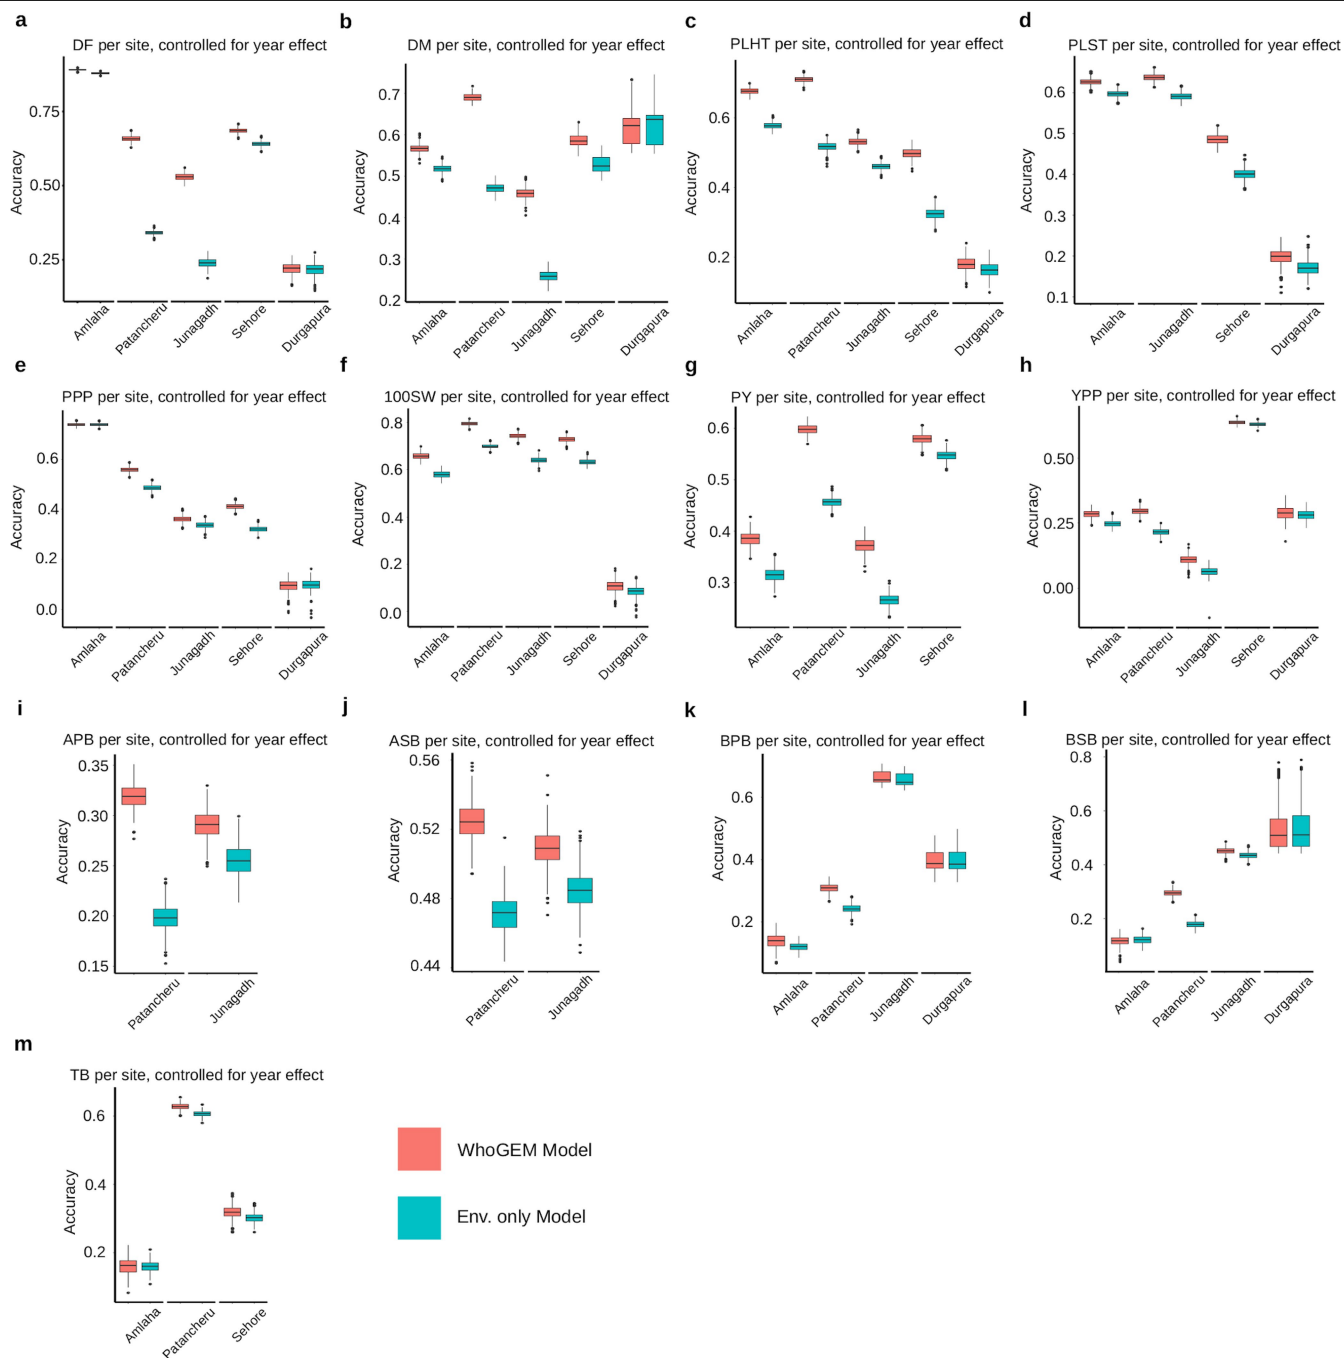 a
DF per site, controlled for year effect
Accuracy
0.75
0.50
0.25
Amlaha
Patancheru
Junagadh
Sehore
Durgapura
b
DM per site, controlled for year effect
Accuracy
0.7
0.6
0.5
0.4
0.3
0.2
Amlaha
Patancheru
Junagadh
Sehore
Durgapura
c
PLHT per site, controlled for year effect
Accuracy
0.6
0.4
0.2
Amlaha
Patancheru
Junagadh
Sehore
Durgapura
d
PLST per site, controlled for year effect
Accuracy
0.6
0.5
0.4
0.3
0.2
0.1
Amlaha
Junagadh
Sehore
Durgapura
e
PPP per site, controlled for year effect
Accuracy
0.6
0.4
0.2
0.0
Amlaha
Patancheru
Junagadh
Sehore
Durgapura
f
100SW per site, controlled for year effect
Accuracy
0.8
0.6
0.4
0.2
0.0
Amlaha
Patancheru
Junagadh
Sehore
Durgapura
g
PY per site, controlled for year effect
Accuracy
0.6
0.5
0.4
0.3
Amlaha
Patancheru
Junagadh
Sehore
h
YPP per site, controlled for year effect
Accuracy
0.50
0.25
0.00
Amlaha
Patancheru
Junagadh
Sehore
Durgapura
i
APB per site, controlled for year effect
Accuracy
0.35
0.30
0.25
0.20
0.15
Patancheru
Junagadh
j
ASB per site, controlled for year effect
Accuracy
0.56
0.52
0.48
0.44
Patancheru
Junagadh
k
BPB per site, controlled for year effect
Accuracy
0.6
0.4
0.2
Amlaha
Patancheru
Junagadh
Durgapura
l
BSB per site, controlled for year effect
Accuracy
0.8
0.6
0.4
0.2
Amlaha
Patancheru
Junagadh
Durgapura
m
TB per site, controlled for year effect
Accuracy
0.6
0.4
0.2
Amlaha
Patancheru
Sehore
WhoGEM Model
Env. only Model